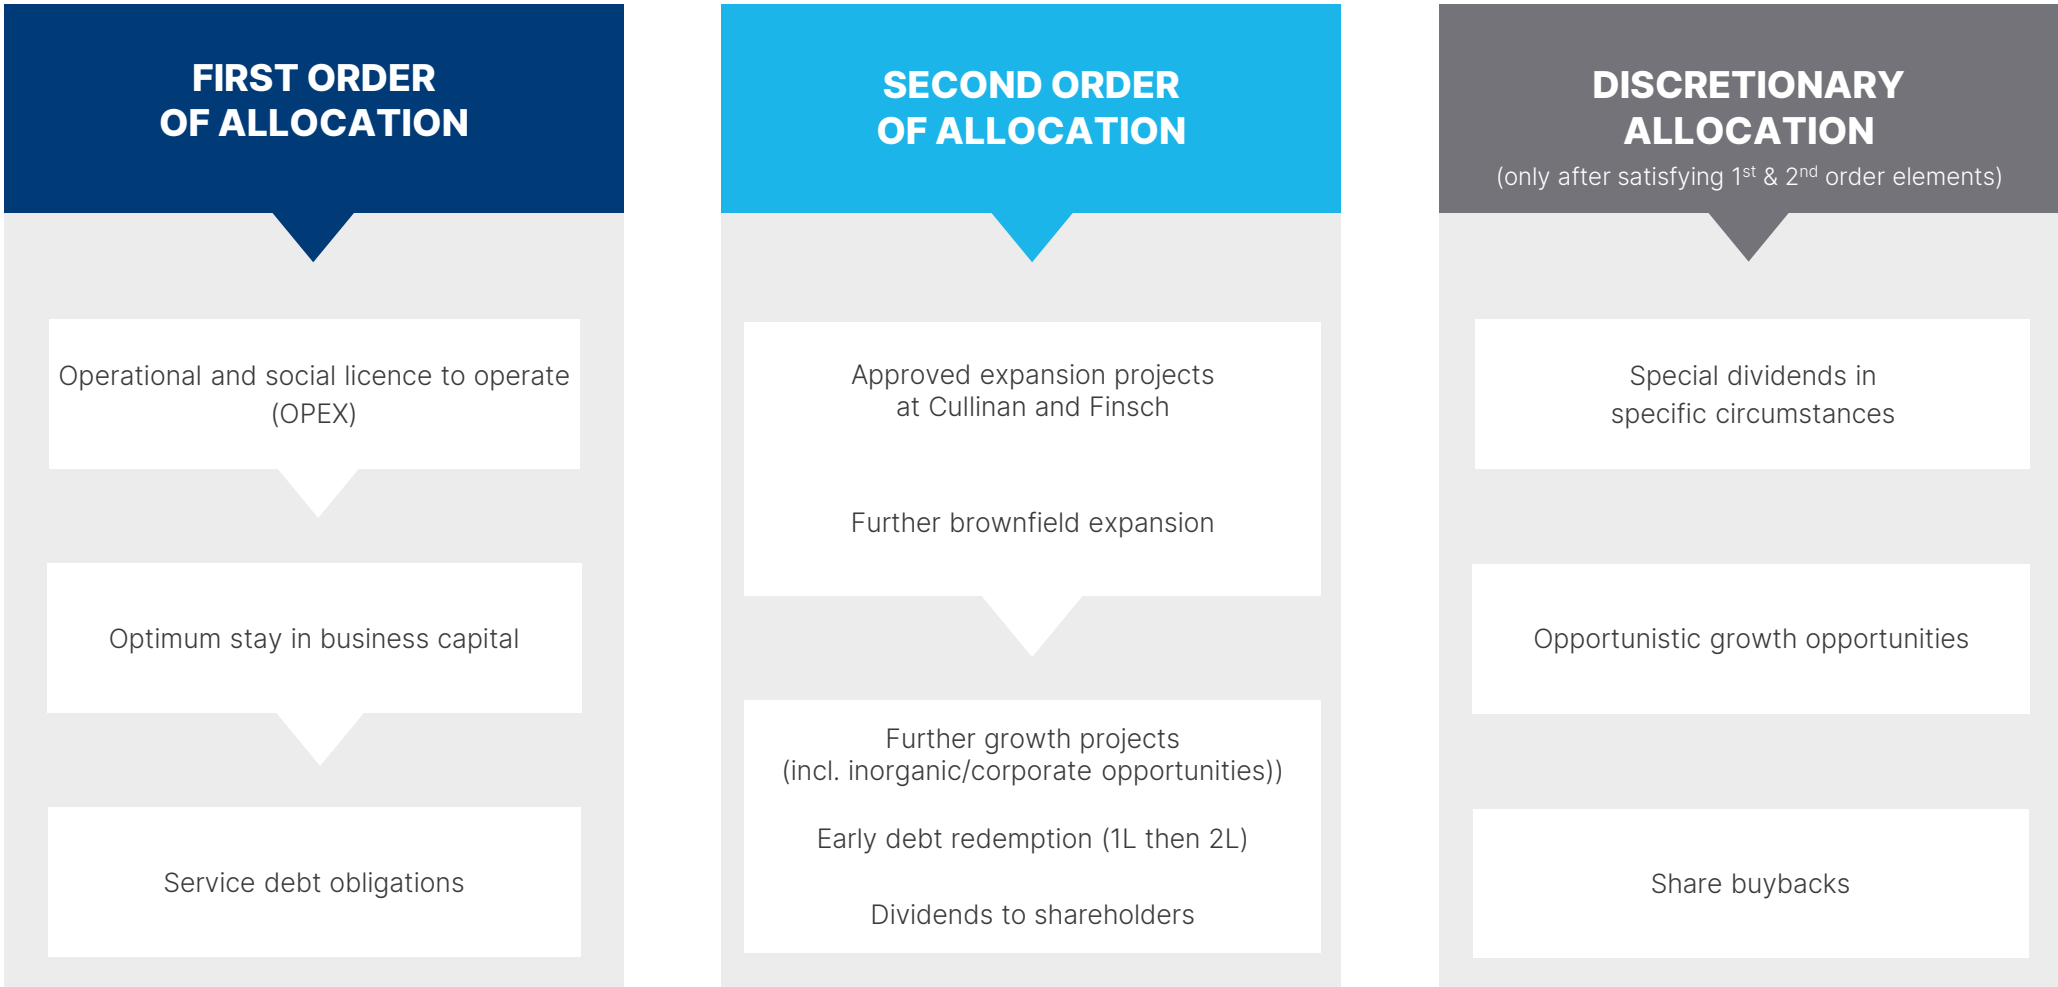 FIRST ORDER
OF ALLOCATION
Operational and social licence to operate
(OPEX)
Optimum stay in business capital
Service debt obligations
SECOND ORDER
OF ALLOCATION
Approved expansion projects
at Cullinan and Finsch
Further brownfield expansion
Further growth projects
(incl. inorganic/corporate opportunities))
Early debt redemption (1L then 2L)
Dividends to shareholders
DISCRETIONARY
ALLOCATION
(only after satisfying 1st & 2nd order elements)
Special dividends in
specific circumstances
Opportunistic growth opportunities
Share buybacks